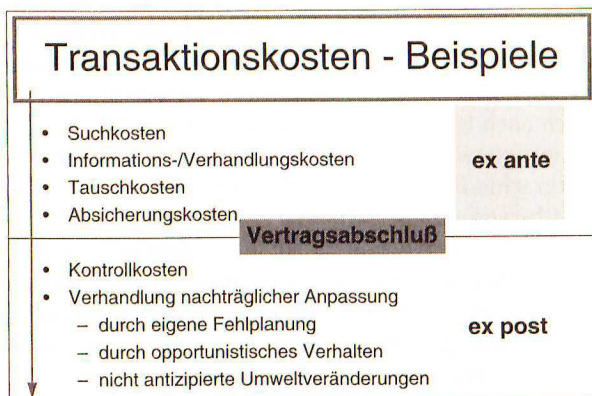 Transaktionskosten - Beispiele
• Suchkosten
• Informations-/Verhandlungskosten
ex ante
• Tauschkosten
• Absicherungskosten
Vertragsabschluß
• Kontrollkosten
• Verhandlung nachträglicher Anpassung
– durch eigene Fehlplanung
ex post
– durch opportunistisches Verhalten
– nicht antizipierte Umweltveränderungen